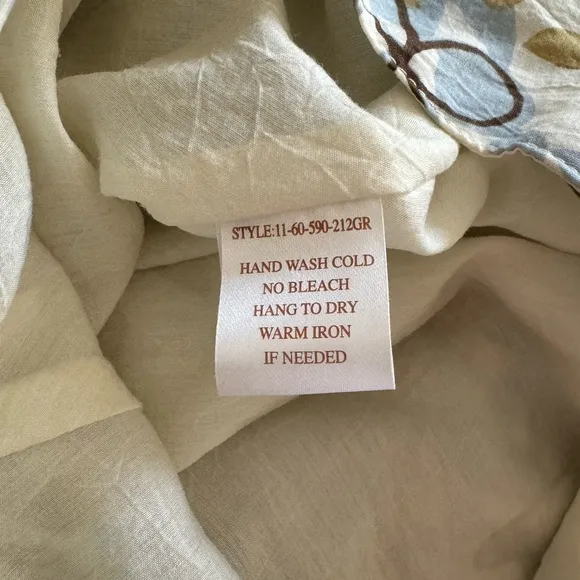 STYLE:11-60-590-212GR
HAND WASH COLD
NO BLEACH
HANG TO DRY
WARM IRON
IF NEEDED